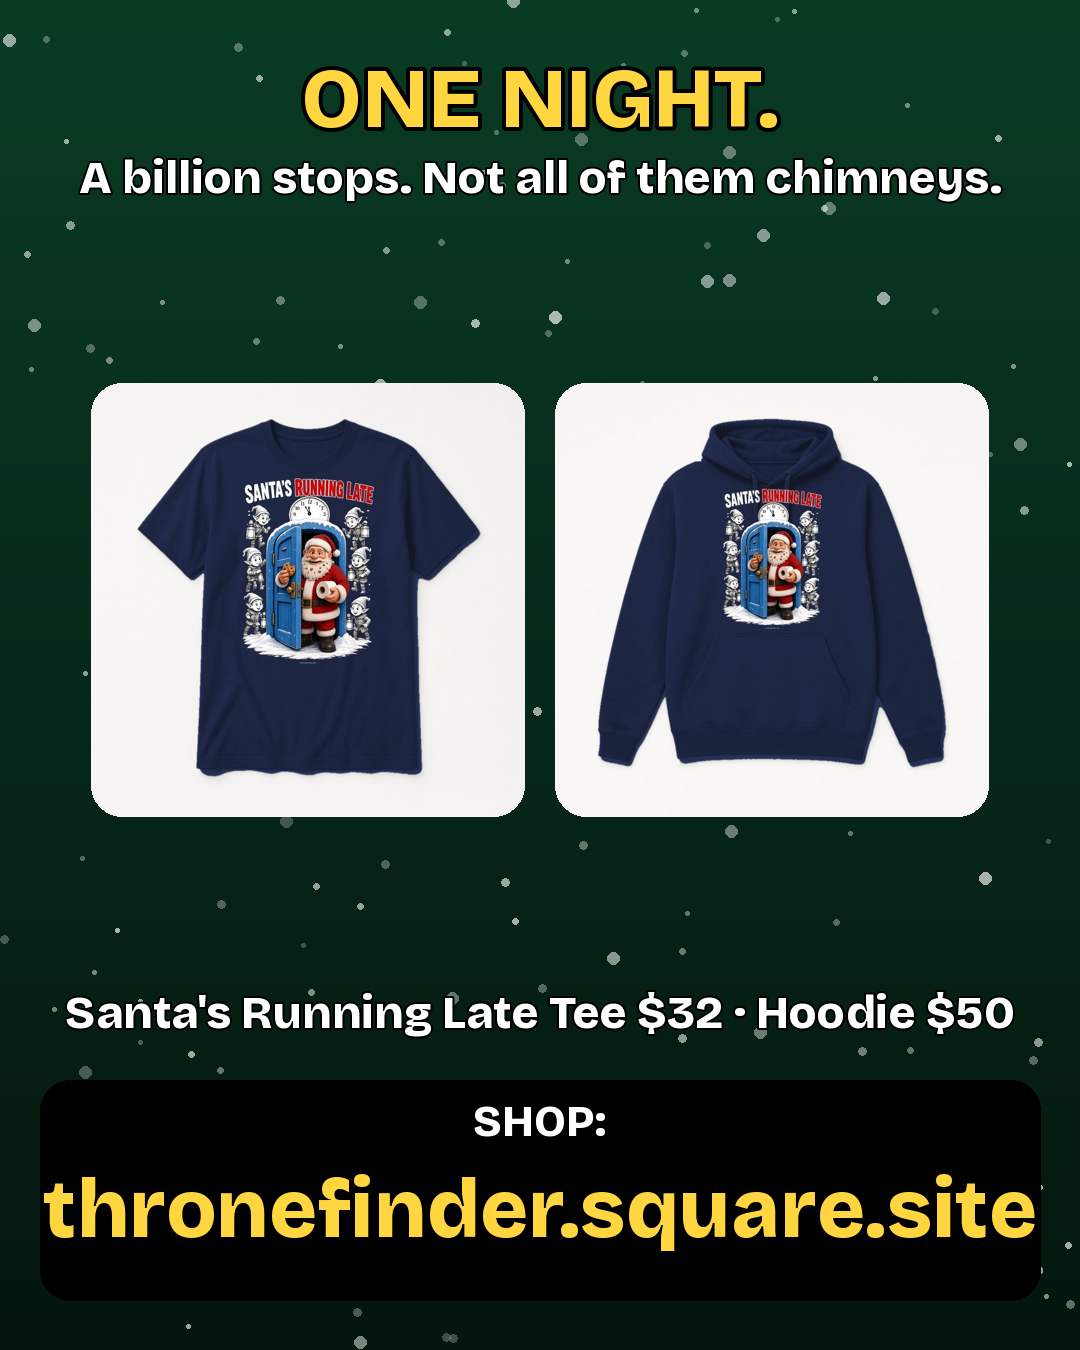 ONE NIGHT.
A billion stops. Not all of them chimneys.
SANTA'S RUNNING LATE
SANTA'S RUNNING LATE
Santa's Running Late Tee $32 · Hoodie $50
SHOP:
thronefinder.square.site